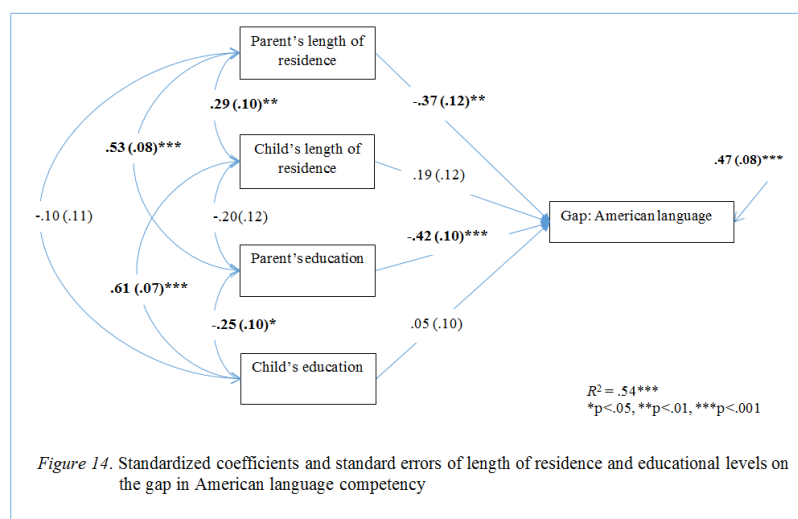 Parent's length of
residence
.29 (.10)**
-.37 (.12)**
.53 (.08)***
Child's length of
residence
.47 (.08)***
.19 (.12)
-.10 (.11)
-.20(.12)
Gap: American language
-.42 (.10)***
Parent's education
.61 (.07)***
-.25 (.10)*
.05 (.10)
Child's education
R² = .54***
*p<.05, **p<.01, ***p<.001
Figure 14. Standardized coefficients and standard errors of length of residence and educational levels on
the gap in American language competency